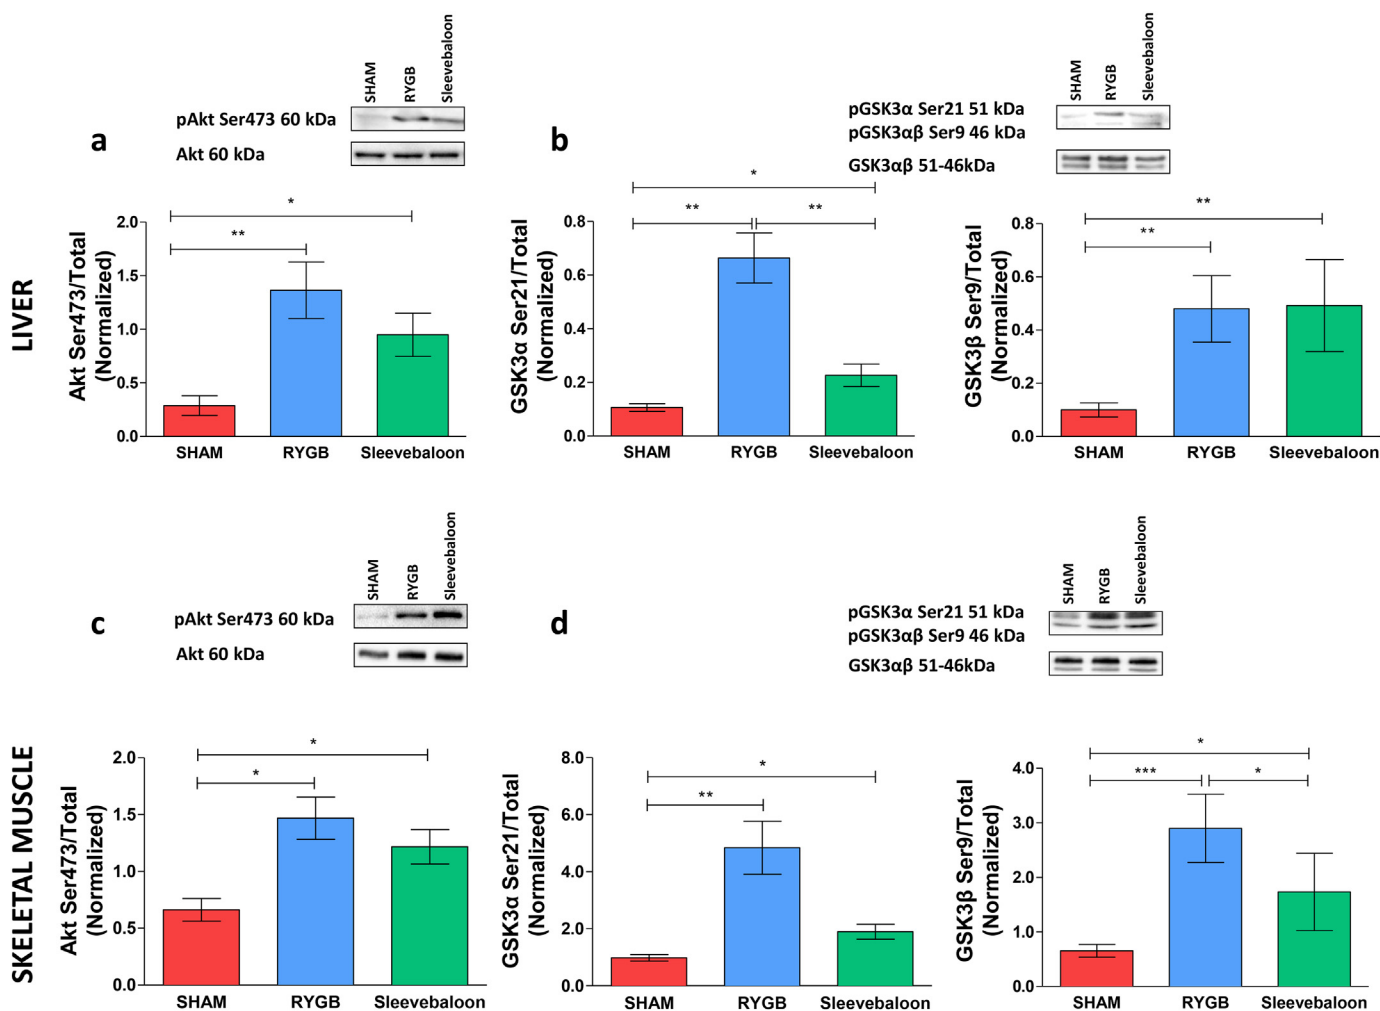 SHAM
RYGB
Sleevebaloon
pAkt Ser473 60 kDa
a
Akt 60 kDa
SHAM
RYGB
Sleevebaloon
pGSK3α Ser21 51 kDa
pGSK3αβ Ser9 46 kDa
b
GSK3αβ 51-46kDa
LIVER
Akt Ser473/Total
(Normalized)
2.0
1.5
1.0
0.5
0.0
*
**
SHAM
RYGB
Sleevebaloon
GSK3α Ser21/Total
(Normalized)
0.8
0.6
0.4
0.2
0.0
*
**
**
SHAM
RYGB
Sleevebaloon
GSK3β Ser9/Total
(Normalized)
0.8
0.6
0.4
0.2
0.0
**
**
SHAM
RYGB
Sleevebaloon
SHAM
RYGB
Sleevebaloon
c
pAkt Ser473 60 kDa
Akt 60 kDa
SHAM
RYGB
Sleevebaloon
d
pGSK3α Ser21 51 kDa
pGSK3αβ Ser9 46 kDa
GSK3αβ 51-46kDa
SKELETAL MUSCLE
Akt Ser473/Total
(Normalized)
2.0
1.5
1.0
0.5
0.0
*
*
SHAM
RYGB
Sleevebaloon
GSK3α Ser21/Total
(Normalized)
8.0
6.0
4.0
2.0
0.0
*
**
SHAM
RYGB
Sleevebaloon
GSK3β Ser9/Total
(Normalized)
4.0
3.0
2.0
1.0
0.0
*
***
*
SHAM
RYGB
Sleevebaloon